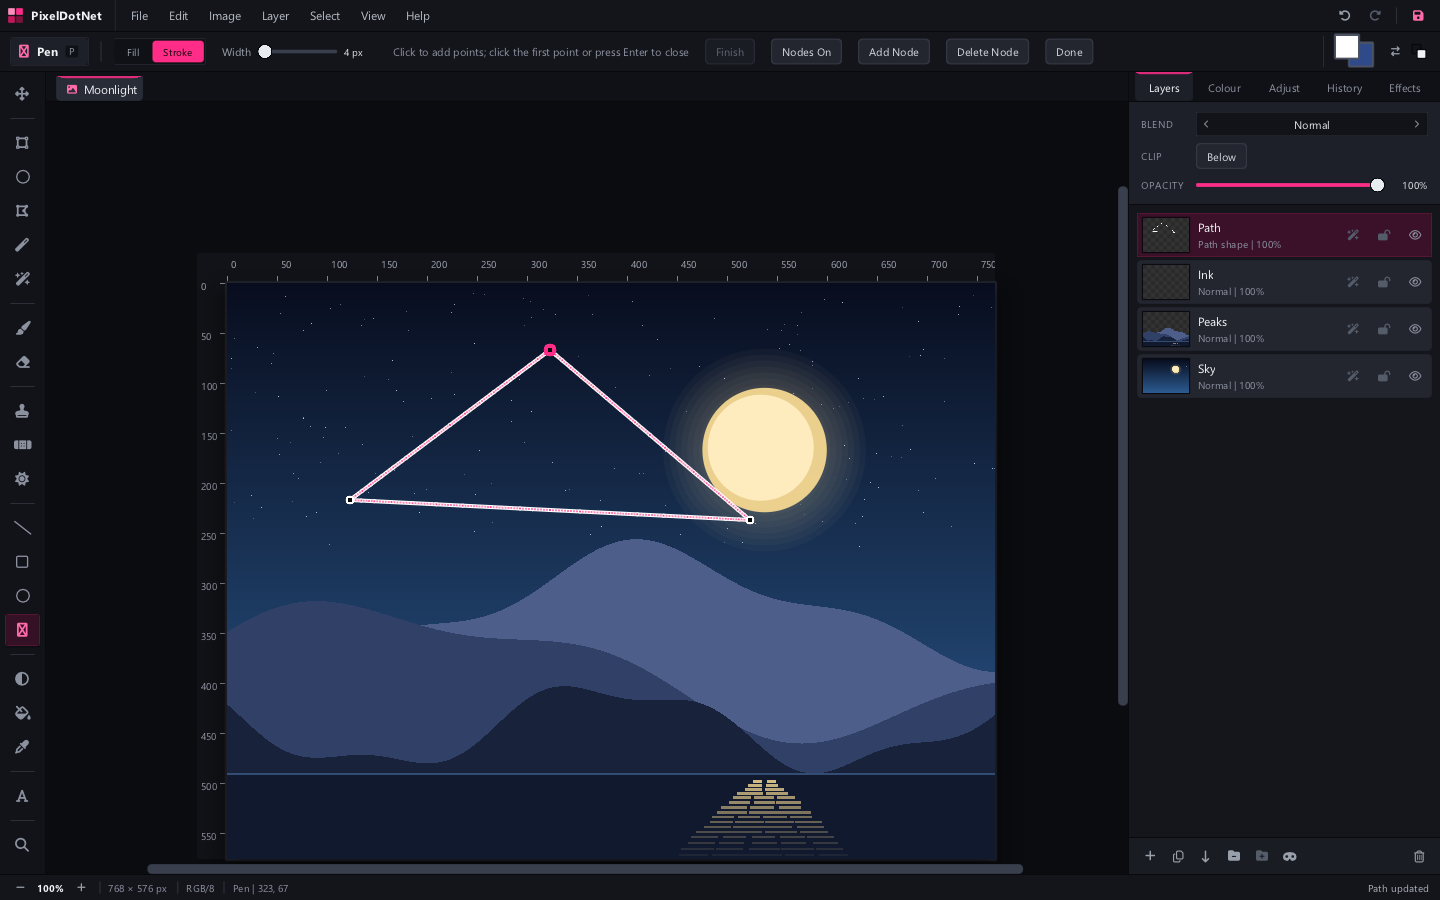 PixelDotNet File Edit Image Layer Select View Help
Pen P Fill Stroke Width 4 px Click to add points; click the first point or press Enter to close Finish Nodes On Add Node Delete Node Done
Moonlight
Layers Colour Adjust History Effects
BLEND Normal
CLIP Below
OPACITY 100%
Path
Path shape | 100%
Ink
Normal | 100%
Peaks
Normal | 100%
Sky
Normal | 100%
0 50 100 150 200 250 300 350 400 450 500 550 600 650 700 750
0
50
100
150
200
250
300
350
400
450
500
550
100% 768 × 576 px RGB/8 Pen | 323, 67 Path updated